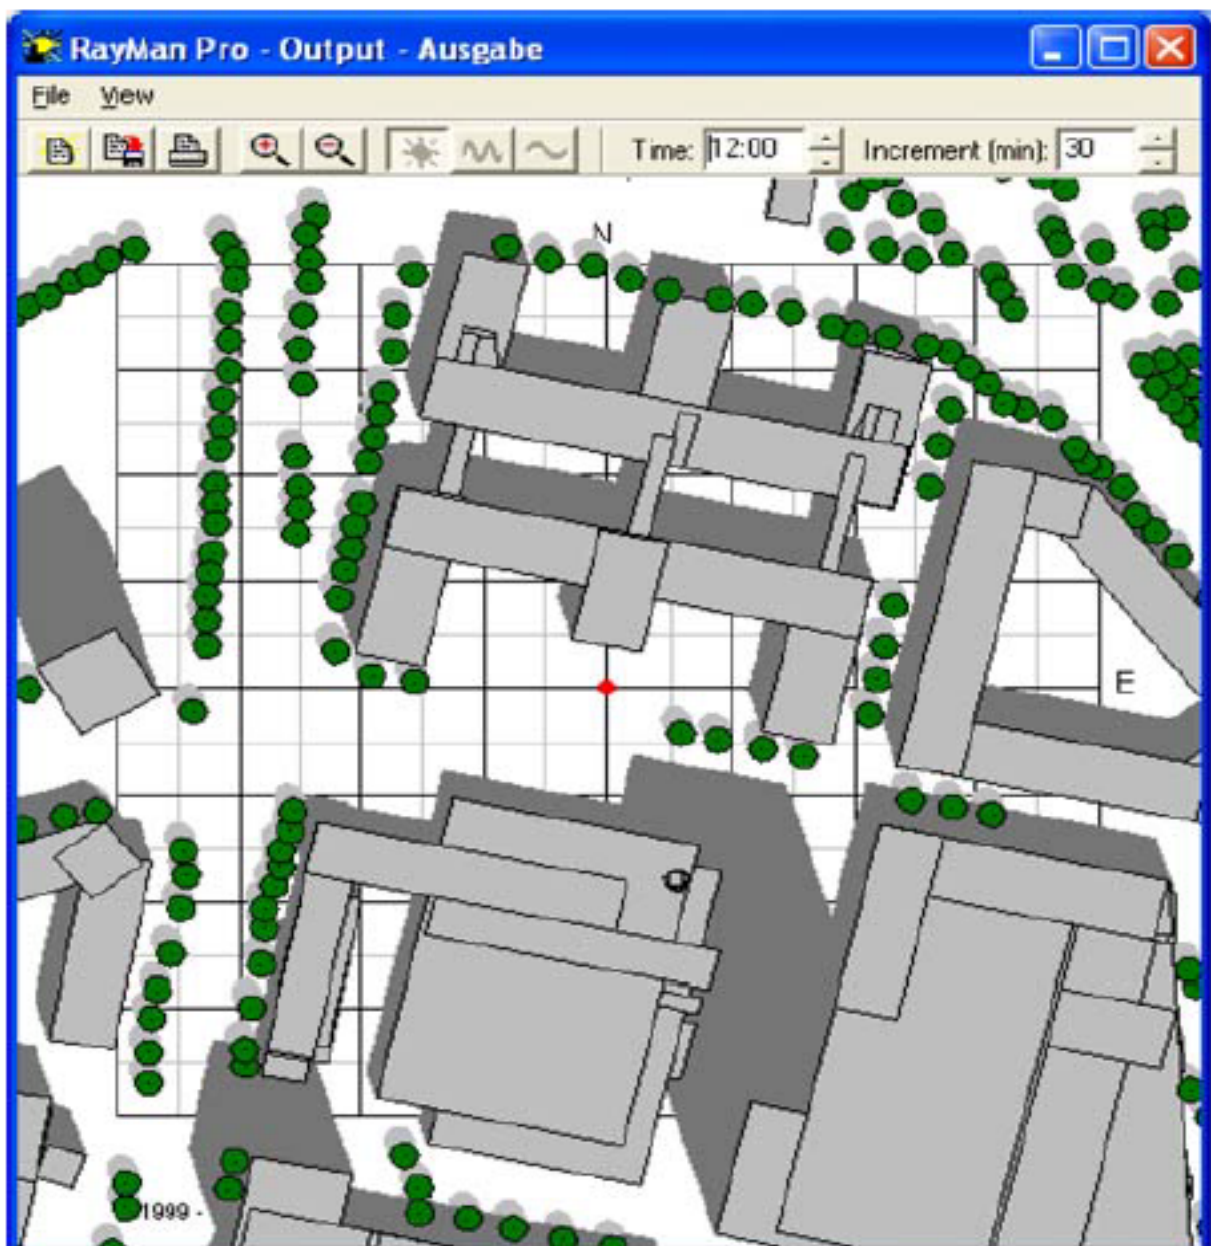 RayMan Pro - Output - Ausgabe
File View
Time: 12:00 Increment (min): 30
N
E
1999 -